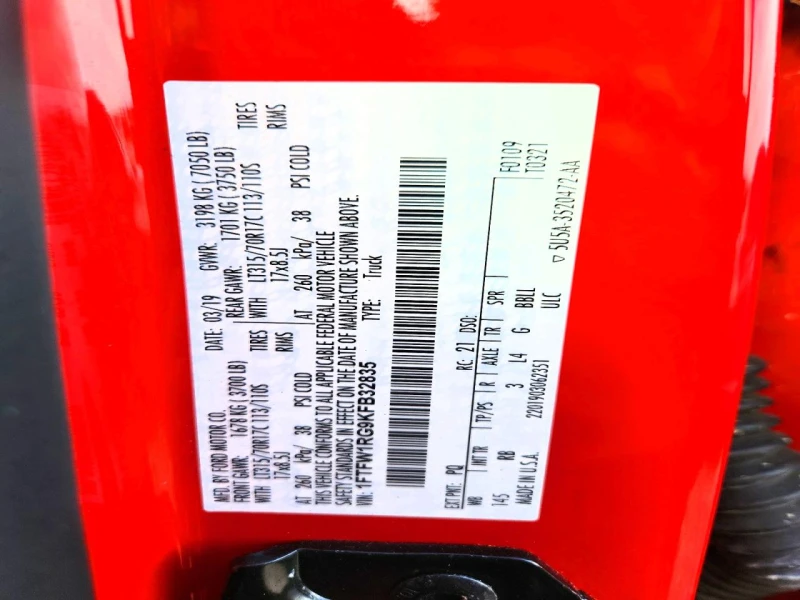 MFD. BY FORD MOTOR CO.
DATE: 03/19 GVWR: 3198 KG ( 7050 LB)
FRONT GAWR: 1678 KG ( 3700 LB) REAR GAWR: 1701 KG ( 3750 LB)
WITH LT315/70R17C 113/110S TIRES WITH LT315/70R17C 113/110S TIRES
17x8.5J RIMS 17x8.5J RIMS
AT 260 kPa/ 38 PSI COLD AT 260 kPa/ 38 PSI COLD
THIS VEHICLE CONFORMS TO ALL APPLICABLE FEDERAL MOTOR VEHICLE
SAFETY STANDARDS IN EFFECT ON THE DATE OF MANUFACTURE SHOWN ABOVE.
VIN: 1FTFW1RG9KFB32835 TYPE: Truck
EXT PNT: PQ RC: 21 DSO:
WB INT TR TP/PS R AXLE TR SPR F0109
145 RB 3 L4 G BBLL T0321
MADE IN U.S.A. 2201903062351 ULC
5U5A-3520472-AA